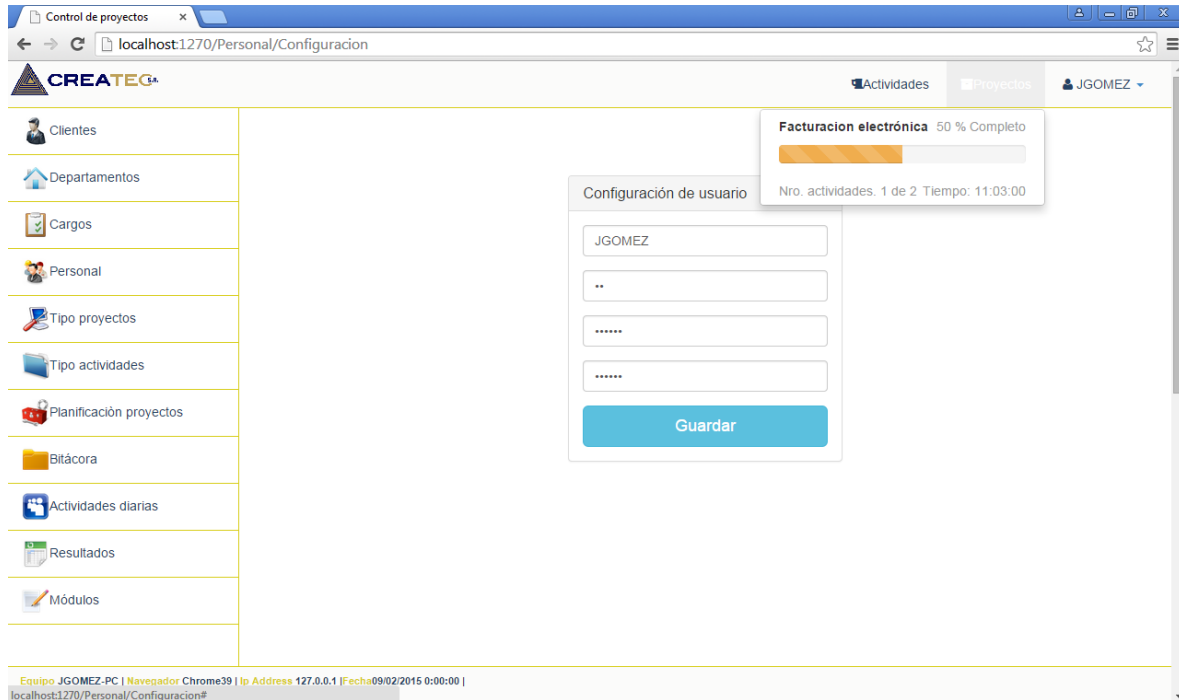 Control de proyectos
localhost:1270/Personal/Configuracion
CREATEC S.A.
Actividades
Proyectos
JGOMEZ
Facturacion electrónica 50 % Completo
Nro. actividades. 1 de 2 Tiempo: 11:03:00
Clientes
Departamentos
Cargos
Personal
Tipo proyectos
Tipo actividades
Planificación proyectos
Bitácora
Actividades diarias
Resultados
Módulos
Configuración de usuario
JGOMEZ
••
••••••
••••••
Guardar
Equipo JGOMEZ-PC | Navegador Chrome39 | Ip Address 127.0.0.1 |Fecha09/02/2015 0:00:00 |
localhost:1270/Personal/Configuracion#